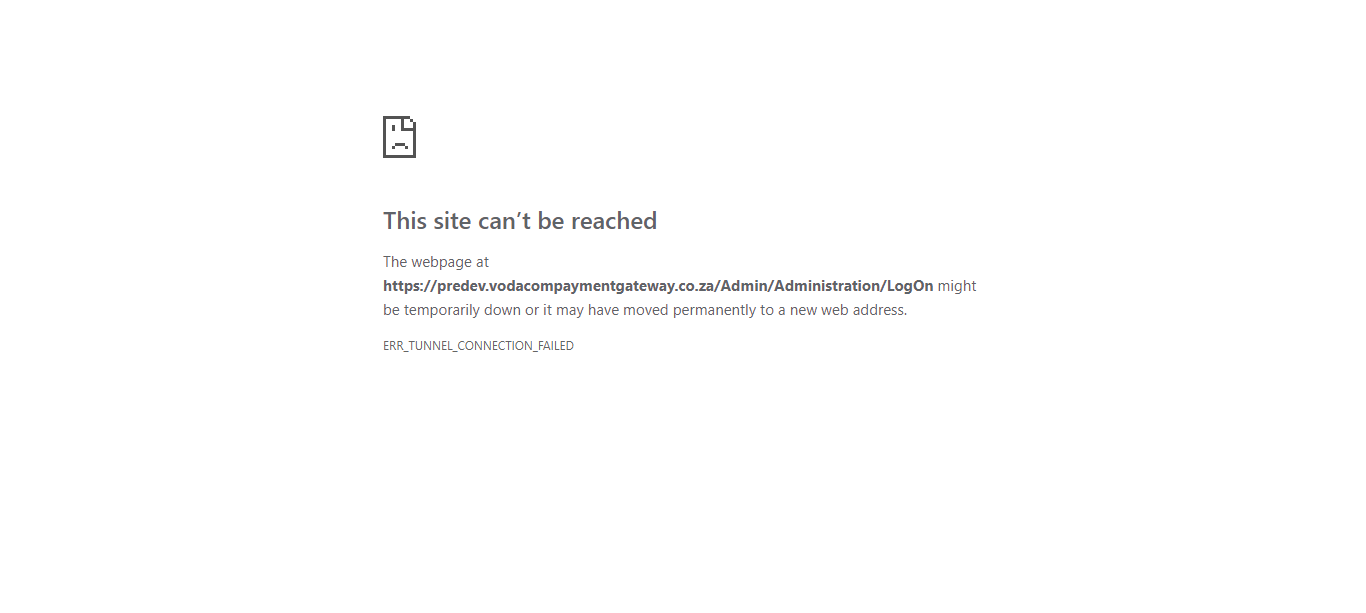 This site can’t be reached
The webpage at
https://predev.vodacompaymentgateway.co.za/Admin/Administration/LogOn might
be temporarily down or it may have moved permanently to a new web address.
ERR_TUNNEL_CONNECTION_FAILED